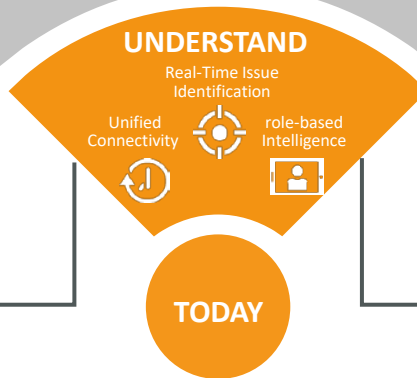 UNDERSTAND
Real-Time Issue
Identification
Unified
Connectivity
role-based
Intelligence
TODAY